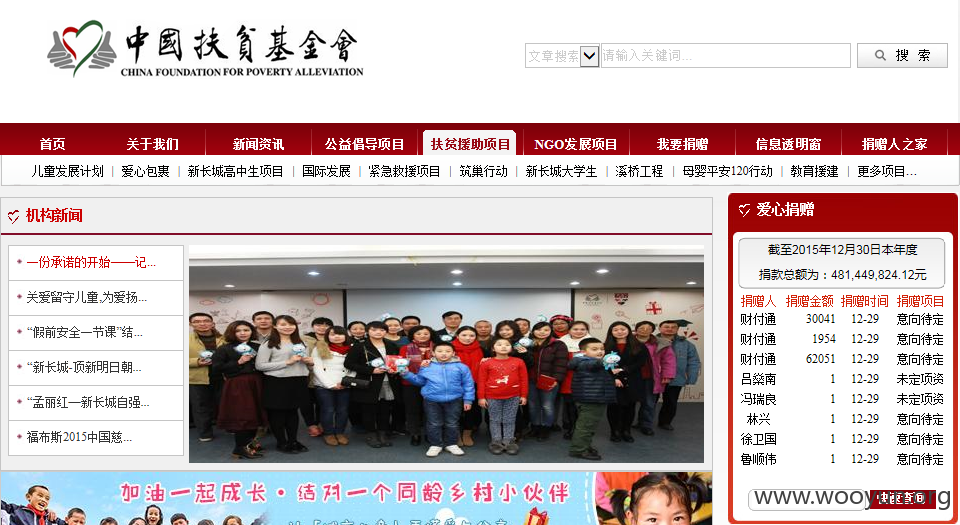 中國扶貧基金會
CHINA FOUNDATION FOR POVERTY ALLEVIATION
文章搜索 请输入关键词... 搜 索
首页 关于我们 新闻资讯 公益倡导项目 扶贫援助项目 NGO发展项目 我要捐赠 信息透明窗 捐赠人之家
儿童发展计划 | 爱心包裹 | 新长城高中生项目 | 国际发展 | 紧急救援项目 | 筑巢行动 | 新长城大学生 | 溪桥工程 | 母婴平安120行动 | 教育援建 | 更多项目...
机构新闻
一份承诺的开始——记...
关爱留守儿童,为爱扬...
“假前安全一节课”结...
“新长城-顶新明日朝...
“孟丽红—新长城自强...
福布斯2015中国慈...
爱心捐赠
截至2015年12月30日本年度
捐款总额为：481,449,824.12元
捐赠人 捐赠金额 捐赠时间 捐赠项目
财付通 30041 12-29 意向待定
财付通 1954 12-29 意向待定
财付通 62051 12-29 意向待定
吕燊南 1 12-29 未定项资
冯瑞良 1 12-29 未定项资
林兴 1 12-29 意向待定
徐卫国 1 12-29 意向待定
鲁顺伟 1 12-29 意向待定
加油一起成长·结对一个同龄乡村小伙伴